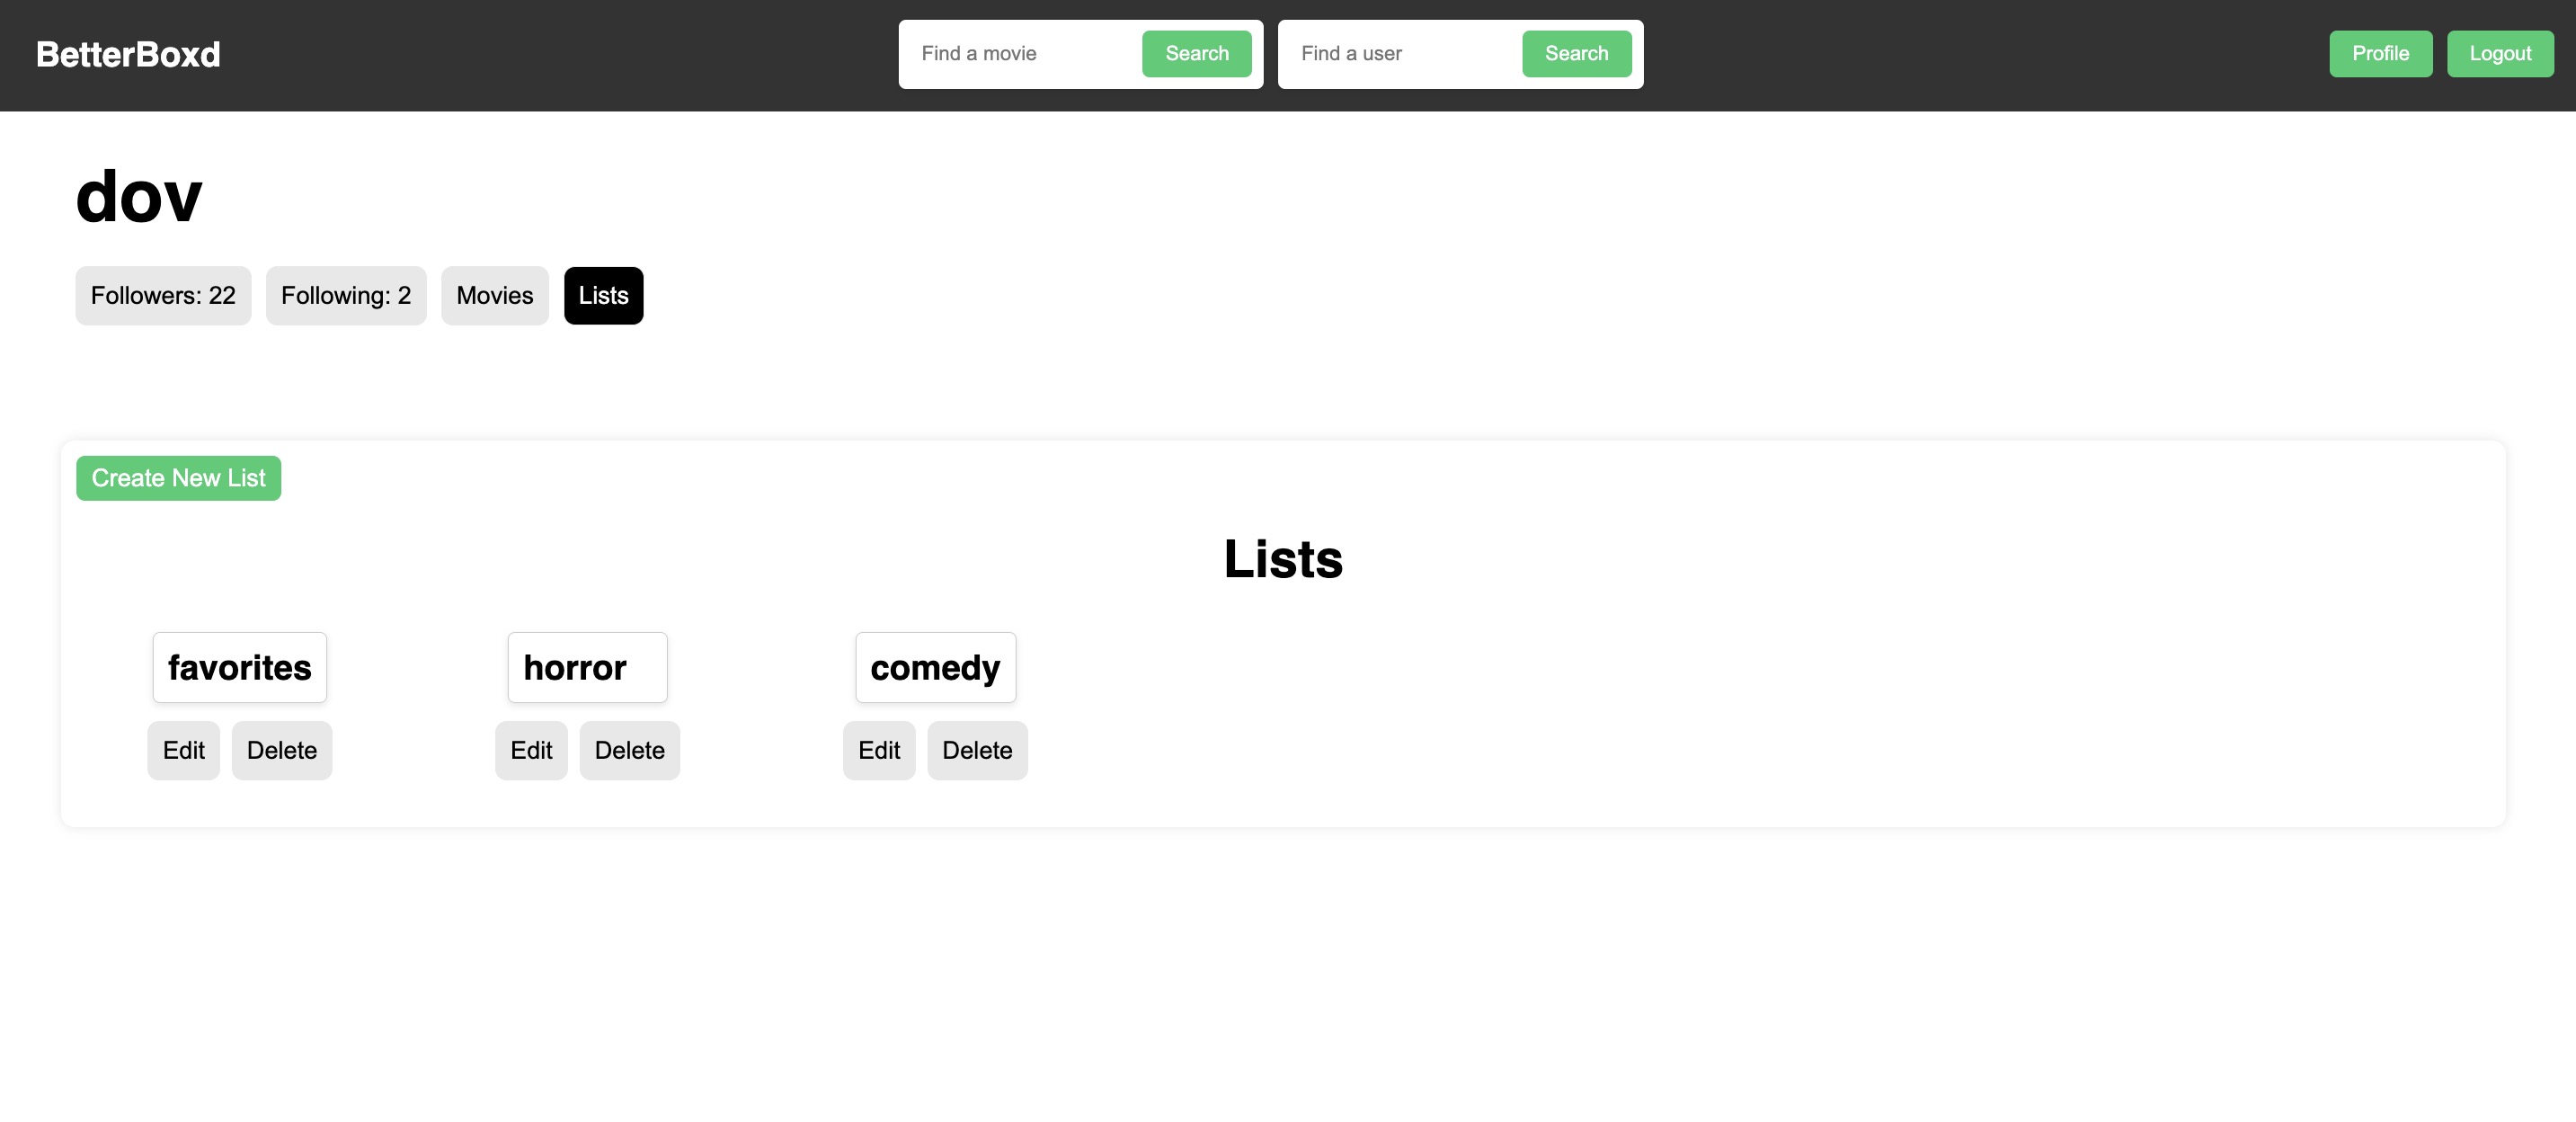 BetterBoxd Find a movie Search Find a user Search Profile Logout
dov
Followers: 22 Following: 2 Movies Lists
Create New List
Lists
favorites horror comedy
Edit Delete Edit Delete Edit Delete